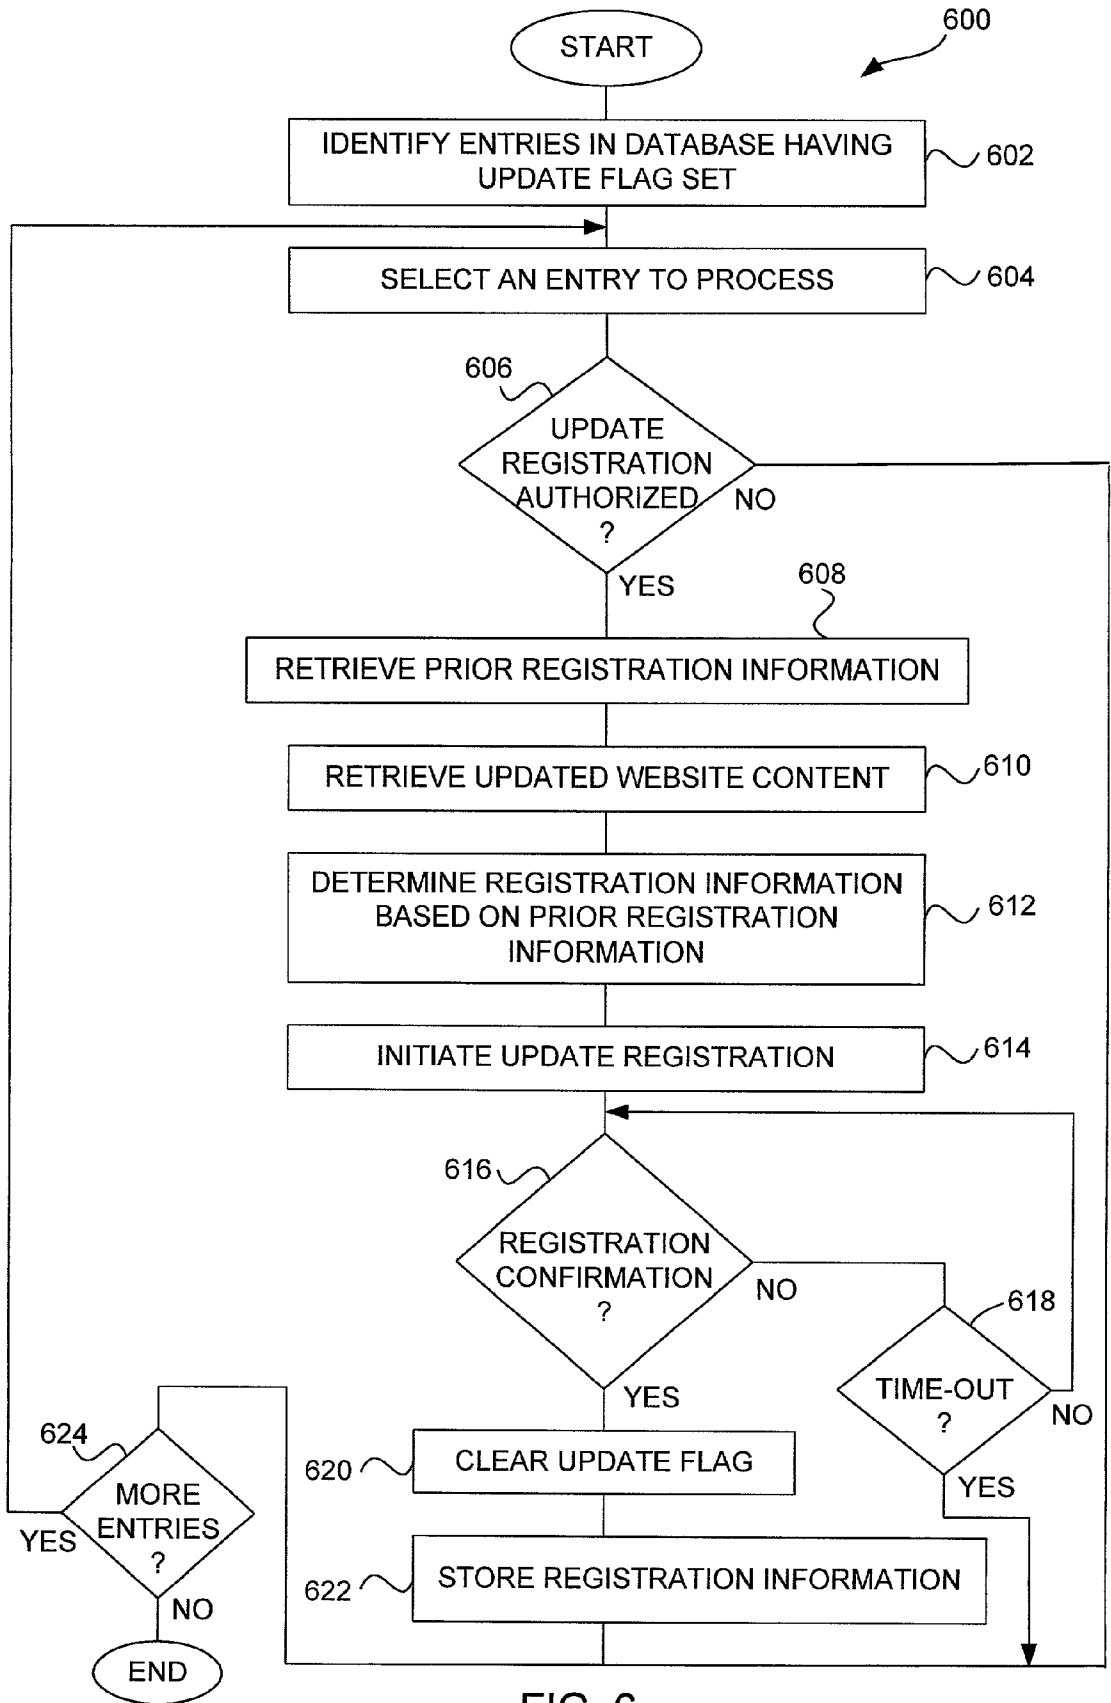 600
START
IDENTIFY ENTRIES IN DATABASE HAVING
UPDATE FLAG SET
602
SELECT AN ENTRY TO PROCESS
604
606
UPDATE
REGISTRATION
AUTHORIZED
?
NO
YES
608
RETRIEVE PRIOR REGISTRATION INFORMATION
RETRIEVE UPDATED WEBSITE CONTENT
610
DETERMINE REGISTRATION INFORMATION
BASED ON PRIOR REGISTRATION
INFORMATION
612
INITIATE UPDATE REGISTRATION
614
616
REGISTRATION
CONFIRMATION
?
NO
YES
618
TIME-OUT
?
NO
YES
620
CLEAR UPDATE FLAG
622
STORE REGISTRATION INFORMATION
624
MORE
ENTRIES
?
YES
NO
END
FIG. 6